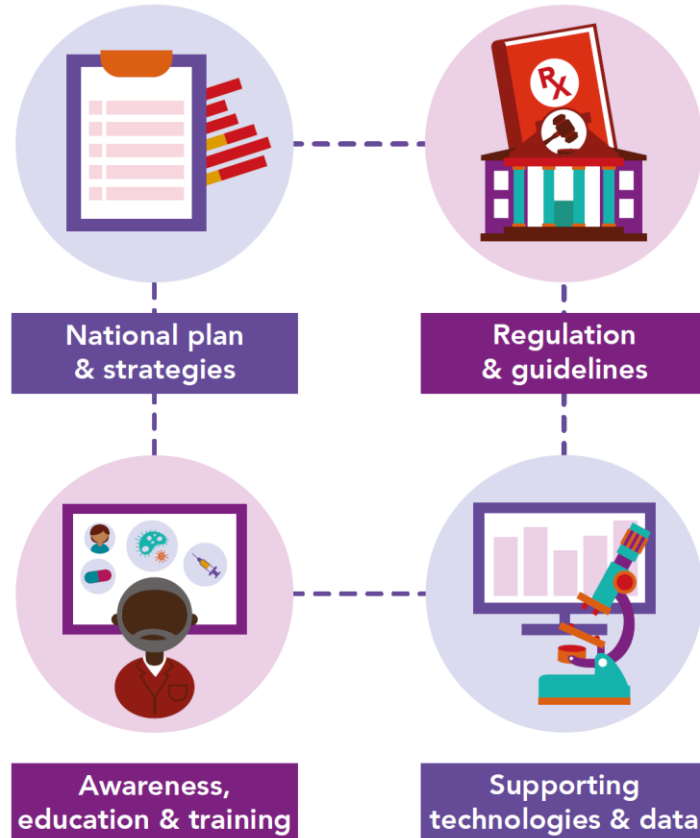 RX
National plan
& strategies
Regulation
& guidelines
Awareness,
education & training
Supporting
technologies & data